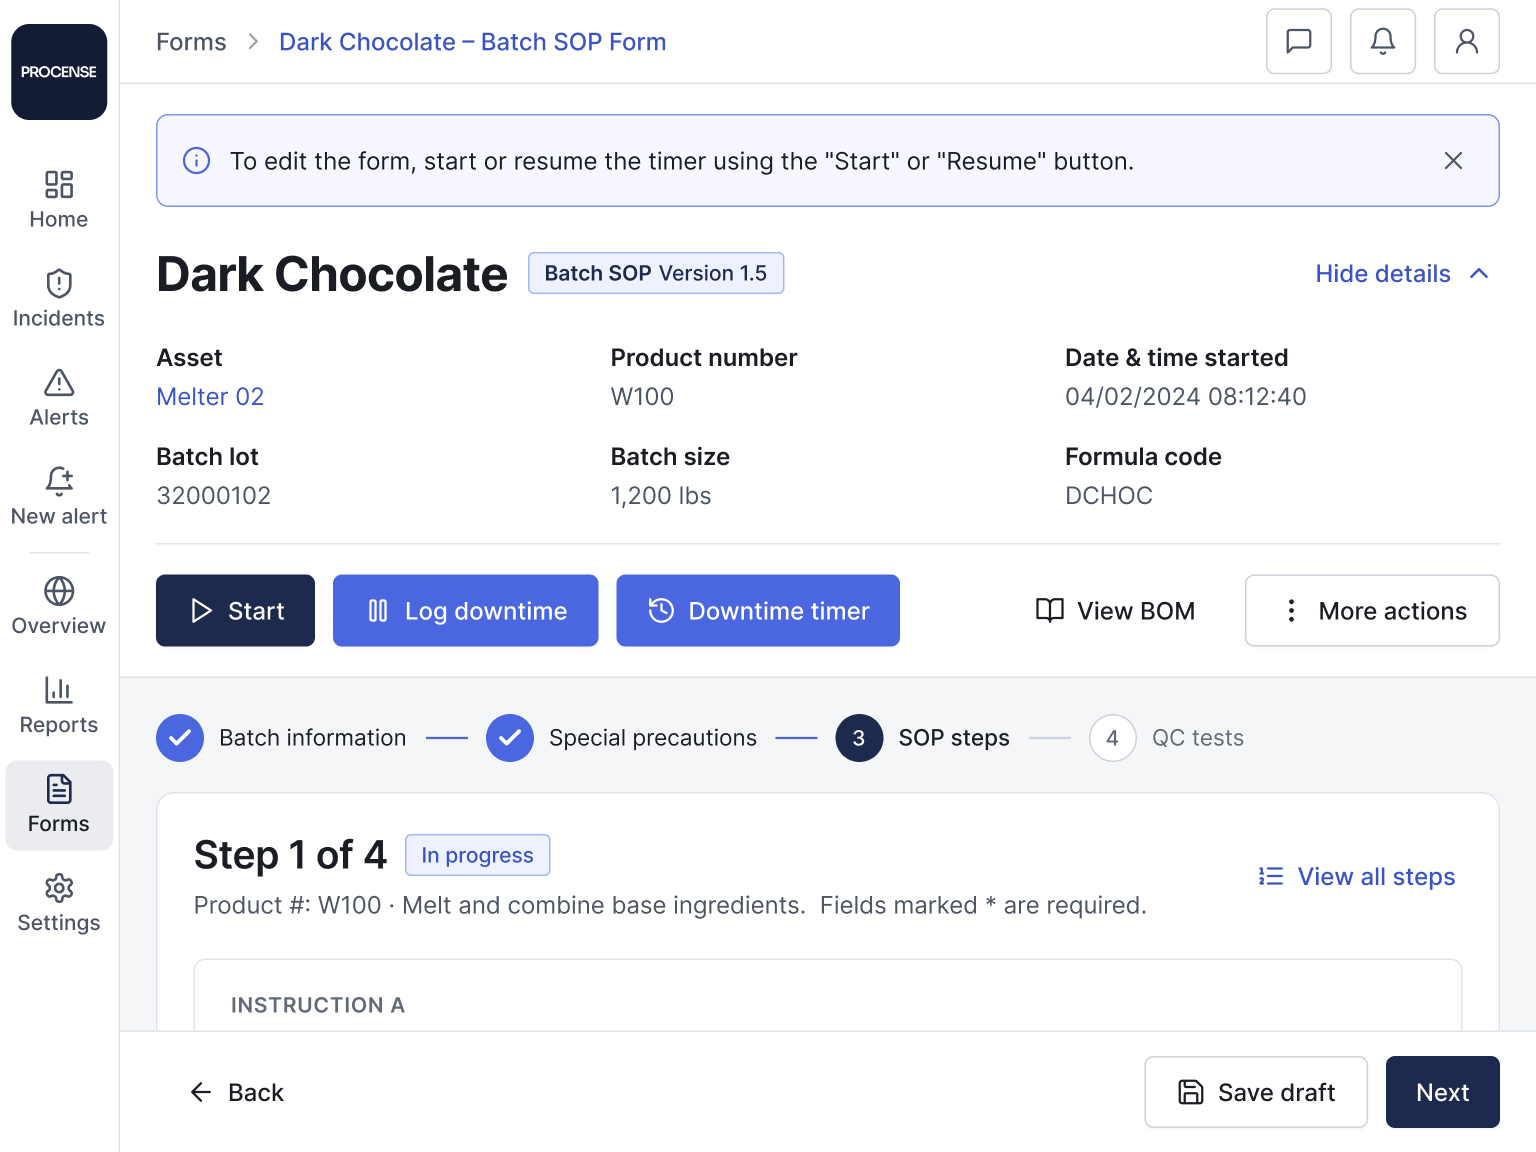 PROCENSE
Home
Incidents
Alerts
New alert
Overview
Reports
Forms
Settings
Forms Dark Chocolate – Batch SOP Form
To edit the form, start or resume the timer using the "Start" or "Resume" button.
Dark Chocolate Batch SOP Version 1.5 Hide details
Asset Product number Date & time started
Melter 02 W100 04/02/2024 08:12:40
Batch lot Batch size Formula code
32000102 1,200 lbs DCHOC
Start Log downtime Downtime timer View BOM More actions
Batch information Special precautions 3 SOP steps 4 QC tests
Step 1 of 4 In progress
View all steps
Product #: W100 · Melt and combine base ingredients. Fields marked * are required.
INSTRUCTION A
Back Save draft Next